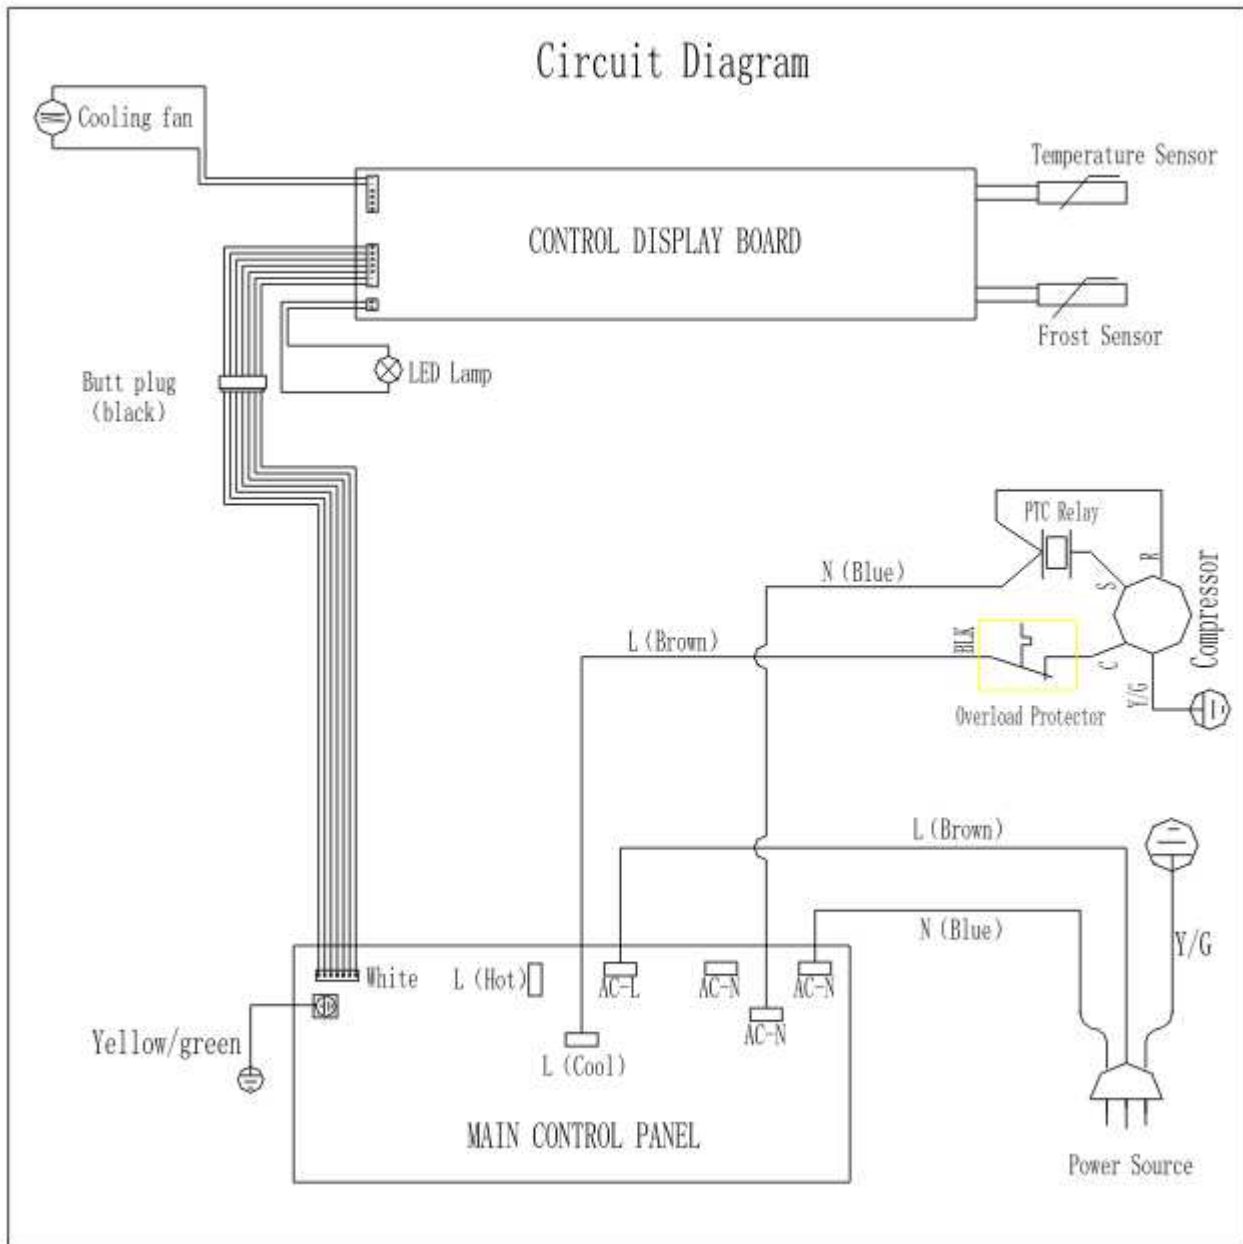 Circuit Diagram
Cooling fan
Temperature Sensor
CONTROL DISPLAY BOARD
Frost Sensor
LED Lamp
Butt plug
(black)
PTC Relay
R
N(Blue)
S
Compressor
L(Brown)
BLK
C
Y/G
Overload Protector
L(Brown)
N(Blue)
Y/G
White
L(Hot)
AC-L
AC-N
AC-N
AC-N
Yellow/green
L(Cool)
MAIN CONTROL PANEL
Power Source